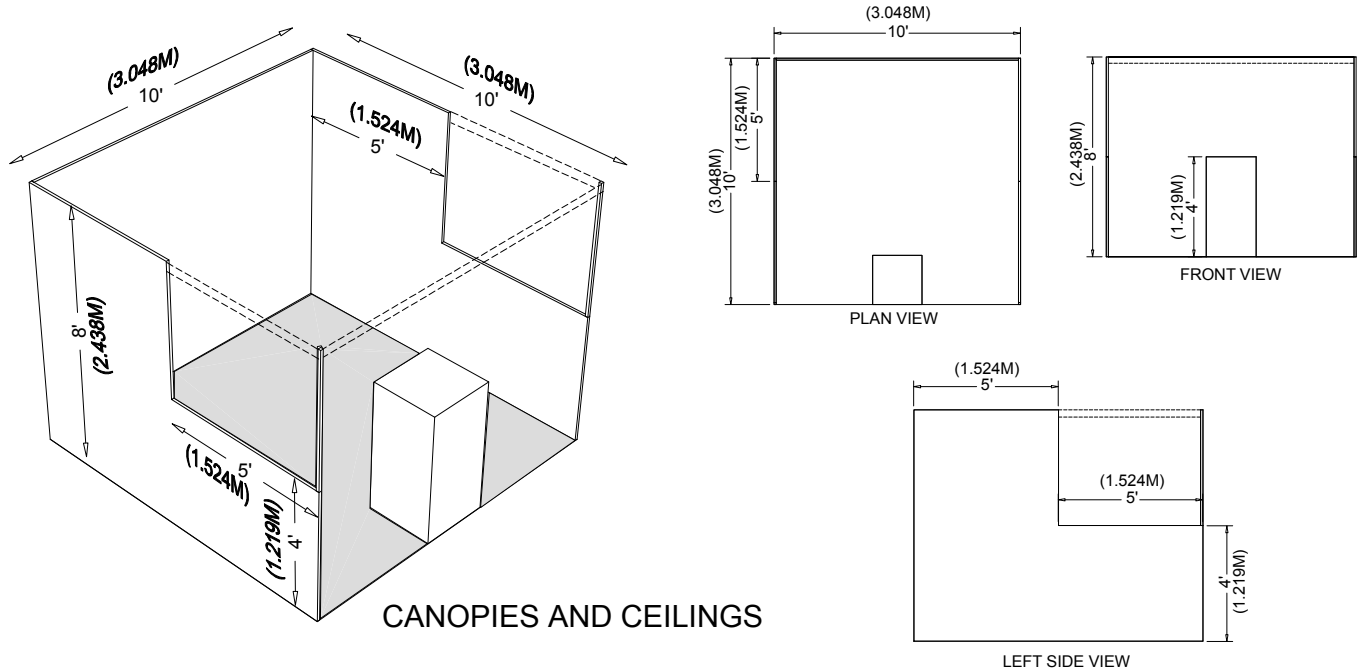 (3.048M)
10'
(3.048M)
10'
(1.524M)
5'
8'
(2.438M)
5'
(1.524M)
4'
(1.219M)
CANOPIES AND CEILINGS
(3.048M)
10'
(1.524M)
5'
(3.048M)
10'
PLAN VIEW
(2.438M)
8'
(1.219M)
4'
FRONT VIEW
(1.524M)
5'
(1.524M)
5'
4'
(1.219M)
LEFT SIDE VIEW